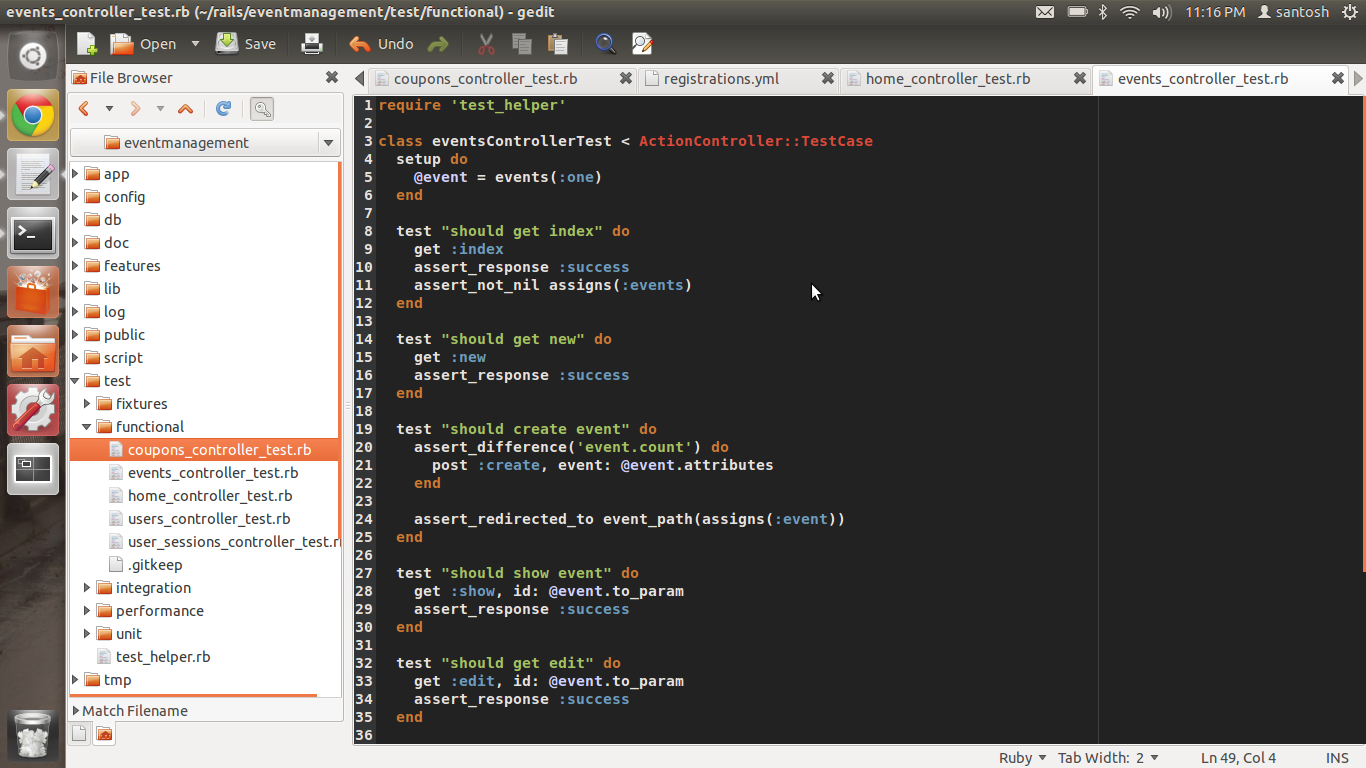 events_controller_test.rb (~/rails/eventmanagement/test/functional) - gedit
11:16 PM
santosh
Open
Save
Undo
File Browser
coupons_controller_test.rb
registrations.yml
home_controller_test.rb
events_controller_test.rb
eventmanagement
app
config
db
doc
features
lib
log
public
script
test
fixtures
functional
coupons_controller_test.rb
events_controller_test.rb
home_controller_test.rb
users_controller_test.rb
user_sessions_controller_test.r
.gitkeep
integration
performance
unit
test_helper.rb
tmp
Match Filename
1 require 'test_helper'
2
3 class eventsControllerTest < ActionController::TestCase
4   setup do
5     @event = events(:one)
6   end
7
8   test "should get index" do
9     get :index
10     assert_response :success
11     assert_not_nil assigns(:events)
12   end
13
14   test "should get new" do
15     get :new
16     assert_response :success
17   end
18
19   test "should create event" do
20     assert_difference('event.count') do
21       post :create, event: @event.attributes
22     end
23
24     assert_redirected_to event_path(assigns(:event))
25   end
26
27   test "should show event" do
28     get :show, id: @event.to_param
29     assert_response :success
30   end
31
32   test "should get edit" do
33     get :edit, id: @event.to_param
34     assert_response :success
35   end
36
Ruby
Tab Width: 2
Ln 49, Col 4
INS